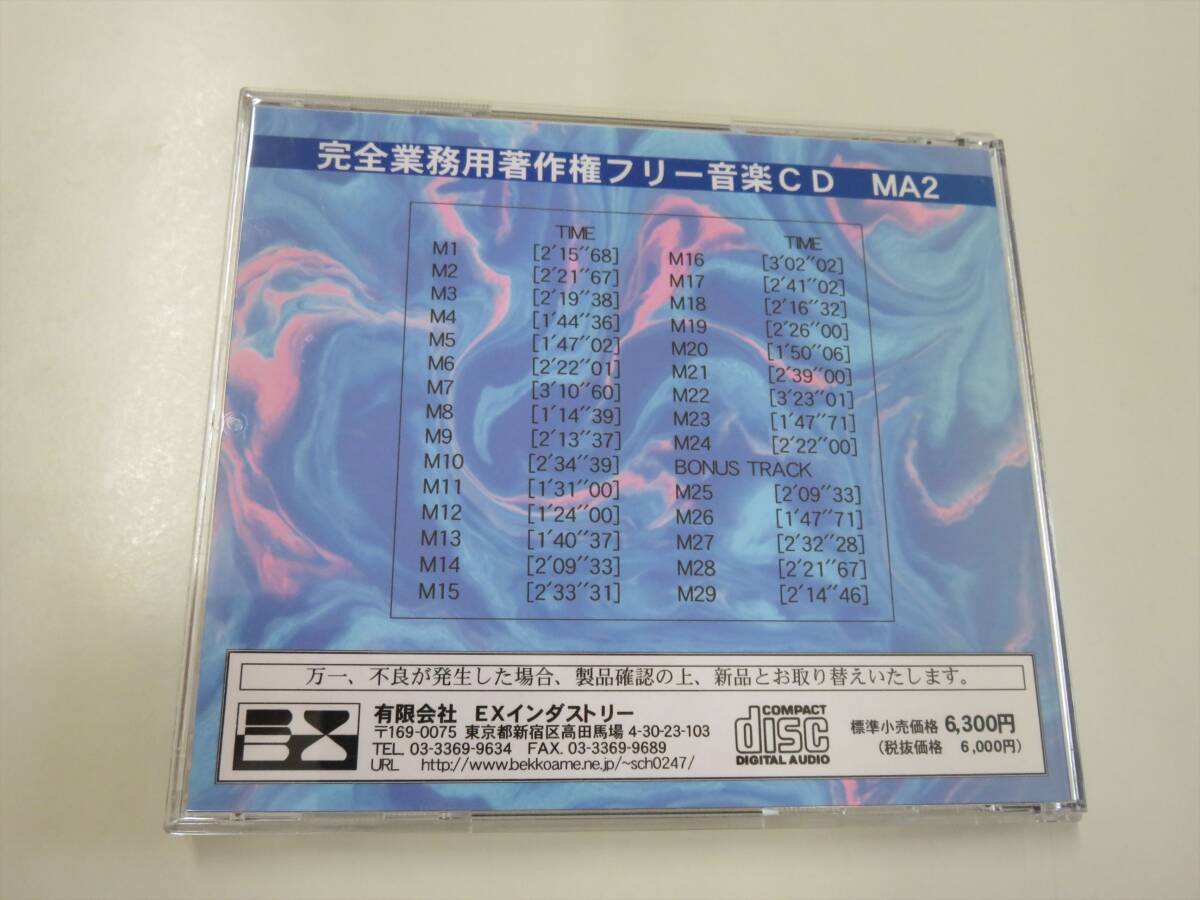 完全業務用著作権フリー音楽CD MA2
TIME
M1 [2'15"68]
M2 [2'21"67]
M3 [2'19"38]
M4 [1'44"36]
M5 [1'47"02]
M6 [2'22"01]
M7 [3'10"60]
M8 [1'14"39]
M9 [2'13"37]
M10 [2'34"39]
M11 [1'31"00]
M12 [1'24"00]
M13 [1'40"37]
M14 [2'09"33]
M15 [2'33"31]
TIME
M16 [3'02"02]
M17 [2'41"02]
M18 [2'16"32]
M19 [2'26"00]
M20 [1'50"06]
M21 [2'39"00]
M22 [3'23"01]
M23 [1'47"71]
M24 [2'22"00]
BONUS TRACK
M25 [2'09"33]
M26 [1'47"71]
M27 [2'32"28]
M28 [2'21"67]
M29 [2'14"46]
万一、不良が発生した場合、製品確認の上、新品とお取り替えいたします。
有限会社 EXインダストリー
〒169-0075 東京都新宿区高田馬場 4-30-23-103
TEL. 03-3369-9634 FAX. 03-3369-9689
URL http://www.bekkoame.ne.jp/~sch0247/
COMPACT
disc
DIGITAL AUDIO
標準小売価格 6,300円
(税抜価格 6,000円)